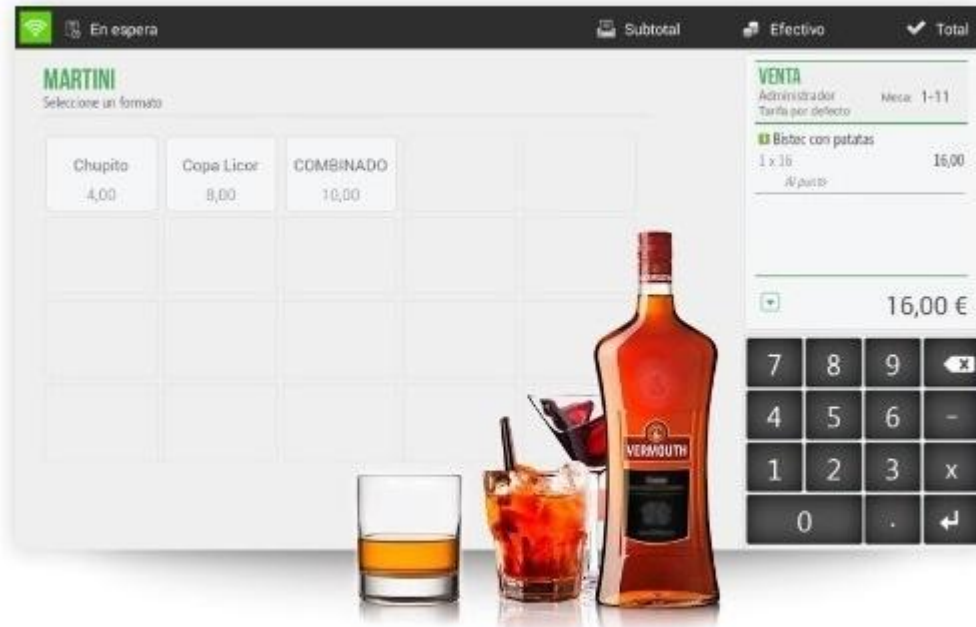 En espera
Subtotal
Efectivo
Total
MARTINI
Seleccione un formato
Chupito
4,00
Copa Licor
8,00
COMBINADO
10,00
VENTA
Administrador
Mesa: 1-11
Tarifa por defecto
Bistec con patatas
1 x 16
16,00
Al punto
16,00 €
7 8 9
4 5 6 -
1 2 3 x
0 .
VERMOUTH